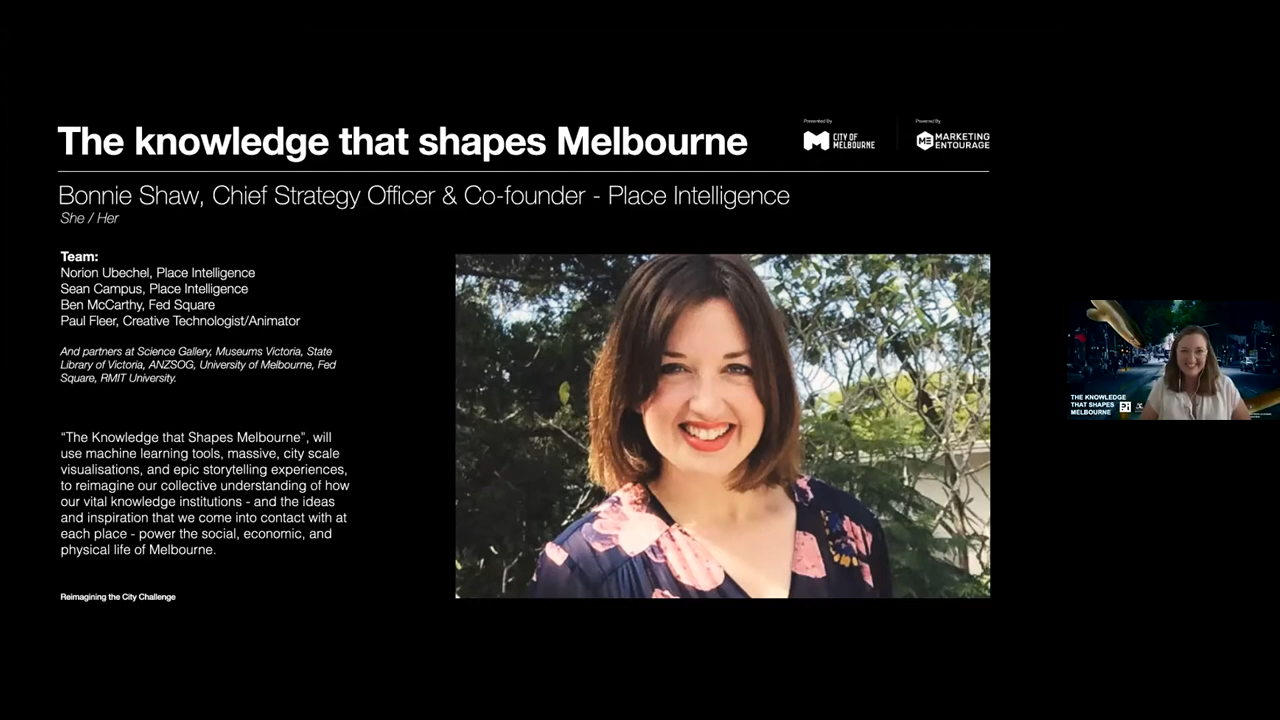 The knowledge that shapes Melbourne
Presented By
CITY OF
MELBOURNE
Powered By
ME MARKETING
ENTOURAGE
Bonnie Shaw, Chief Strategy Officer & Co-founder - Place Intelligence
She / Her
Team:
Norion Ubechel, Place Intelligence
Sean Campus, Place Intelligence
Ben McCarthy, Fed Square
Paul Fleer, Creative Technologist/Animator
And partners at Science Gallery, Museums Victoria, State
Library of Victoria, ANZSOG, University of Melbourne, Fed
Square, RMIT University.
“The Knowledge that Shapes Melbourne”, will
use machine learning tools, massive, city scale
visualisations, and epic storytelling experiences,
to reimagine our collective understanding of how
our vital knowledge institutions - and the ideas
and inspiration that we come into contact with at
each place - power the social, economic, and
physical life of Melbourne.
Reimagining the City Challenge
THE KNOWLEDGE
THAT SHAPES
MELBOURNE